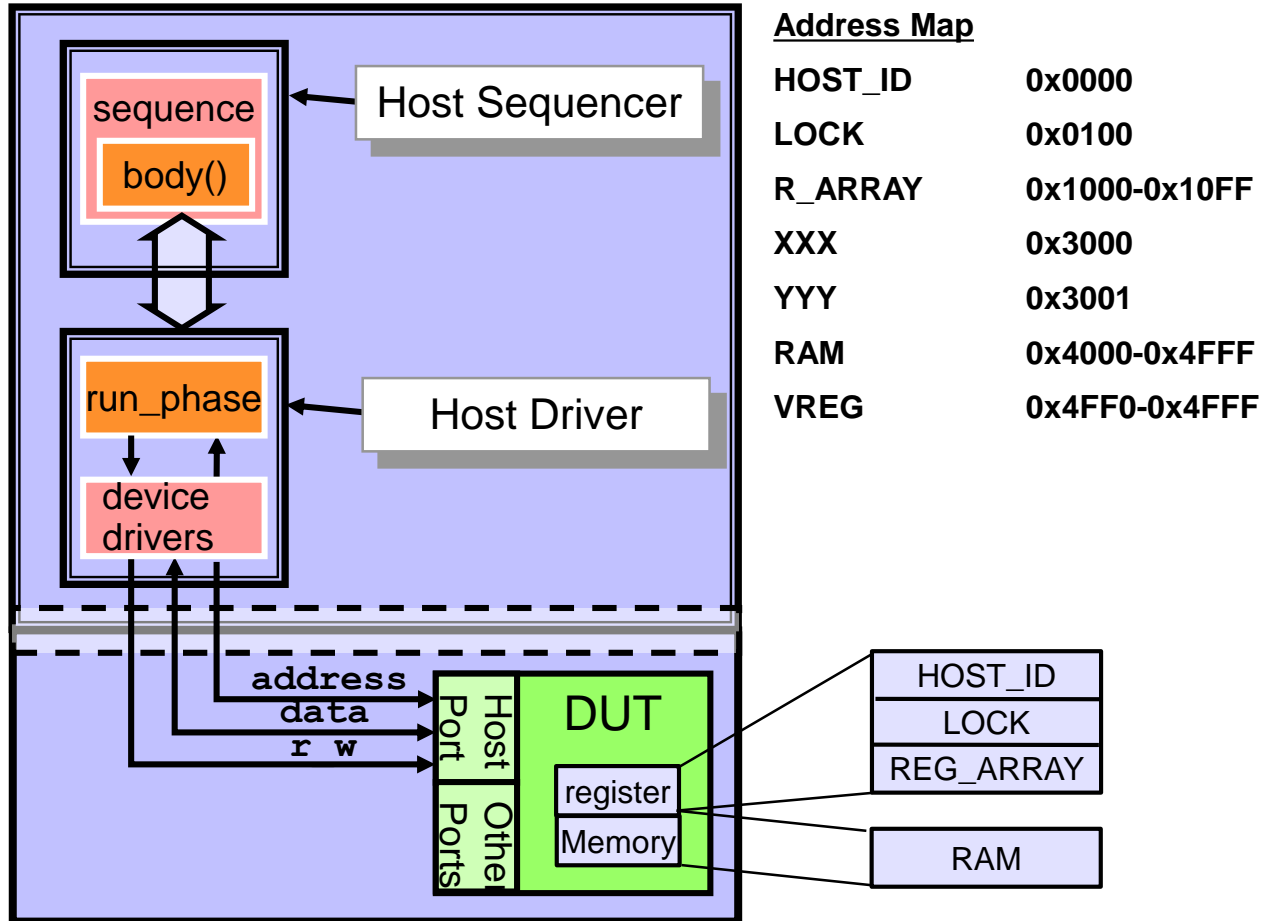 sequence
body()
Host Sequencer
run_phase
device
drivers
Host Driver
address
data
r w
Host
Port
Other
Ports
DUT
register
Memory
Address Map
HOST_ID 0x0000
LOCK 0x0100
R_ARRAY 0x1000-0x10FF
XXX 0x3000
YYY 0x3001
RAM 0x4000-0x4FFF
VREG 0x4FF0-0x4FFF
HOST_ID
LOCK
REG_ARRAY
RAM